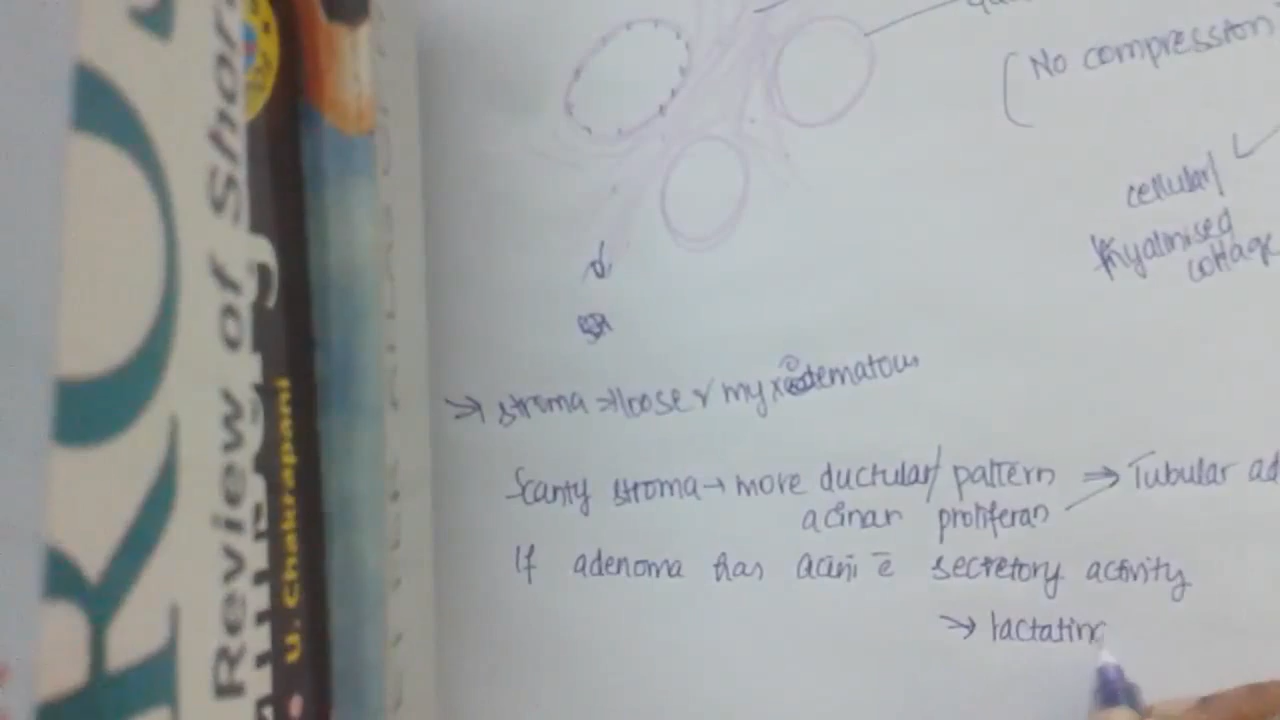 Review of Short
U. Chakrapani
(No compression
cellular/
hyalinised
→ stroma → loose & myxoedematous
Scanty stroma → more ductular/ pattern ⇒ Tubular ad
acinar proliferan
If adenoma has acini c̄ secretory activity
→ lactating